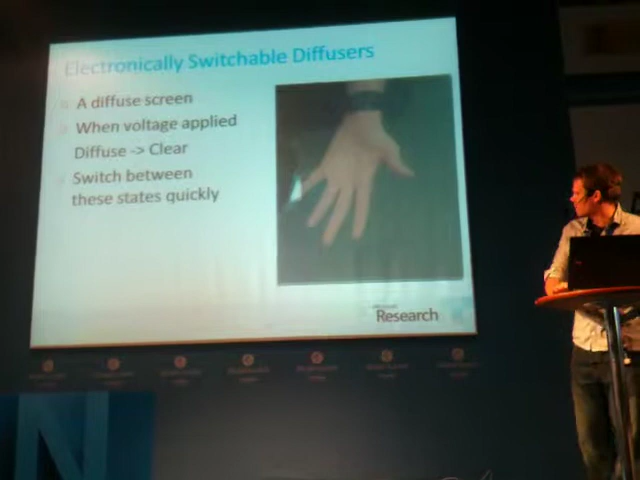 Electronically Switchable Diffusers
A diffuse screen
When voltage applied
Diffuse -> Clear
Switch between
these states quickly
Research
N